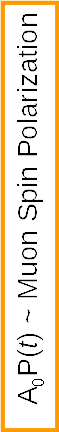 A₀P(t) ~ Muon Spin Polarization